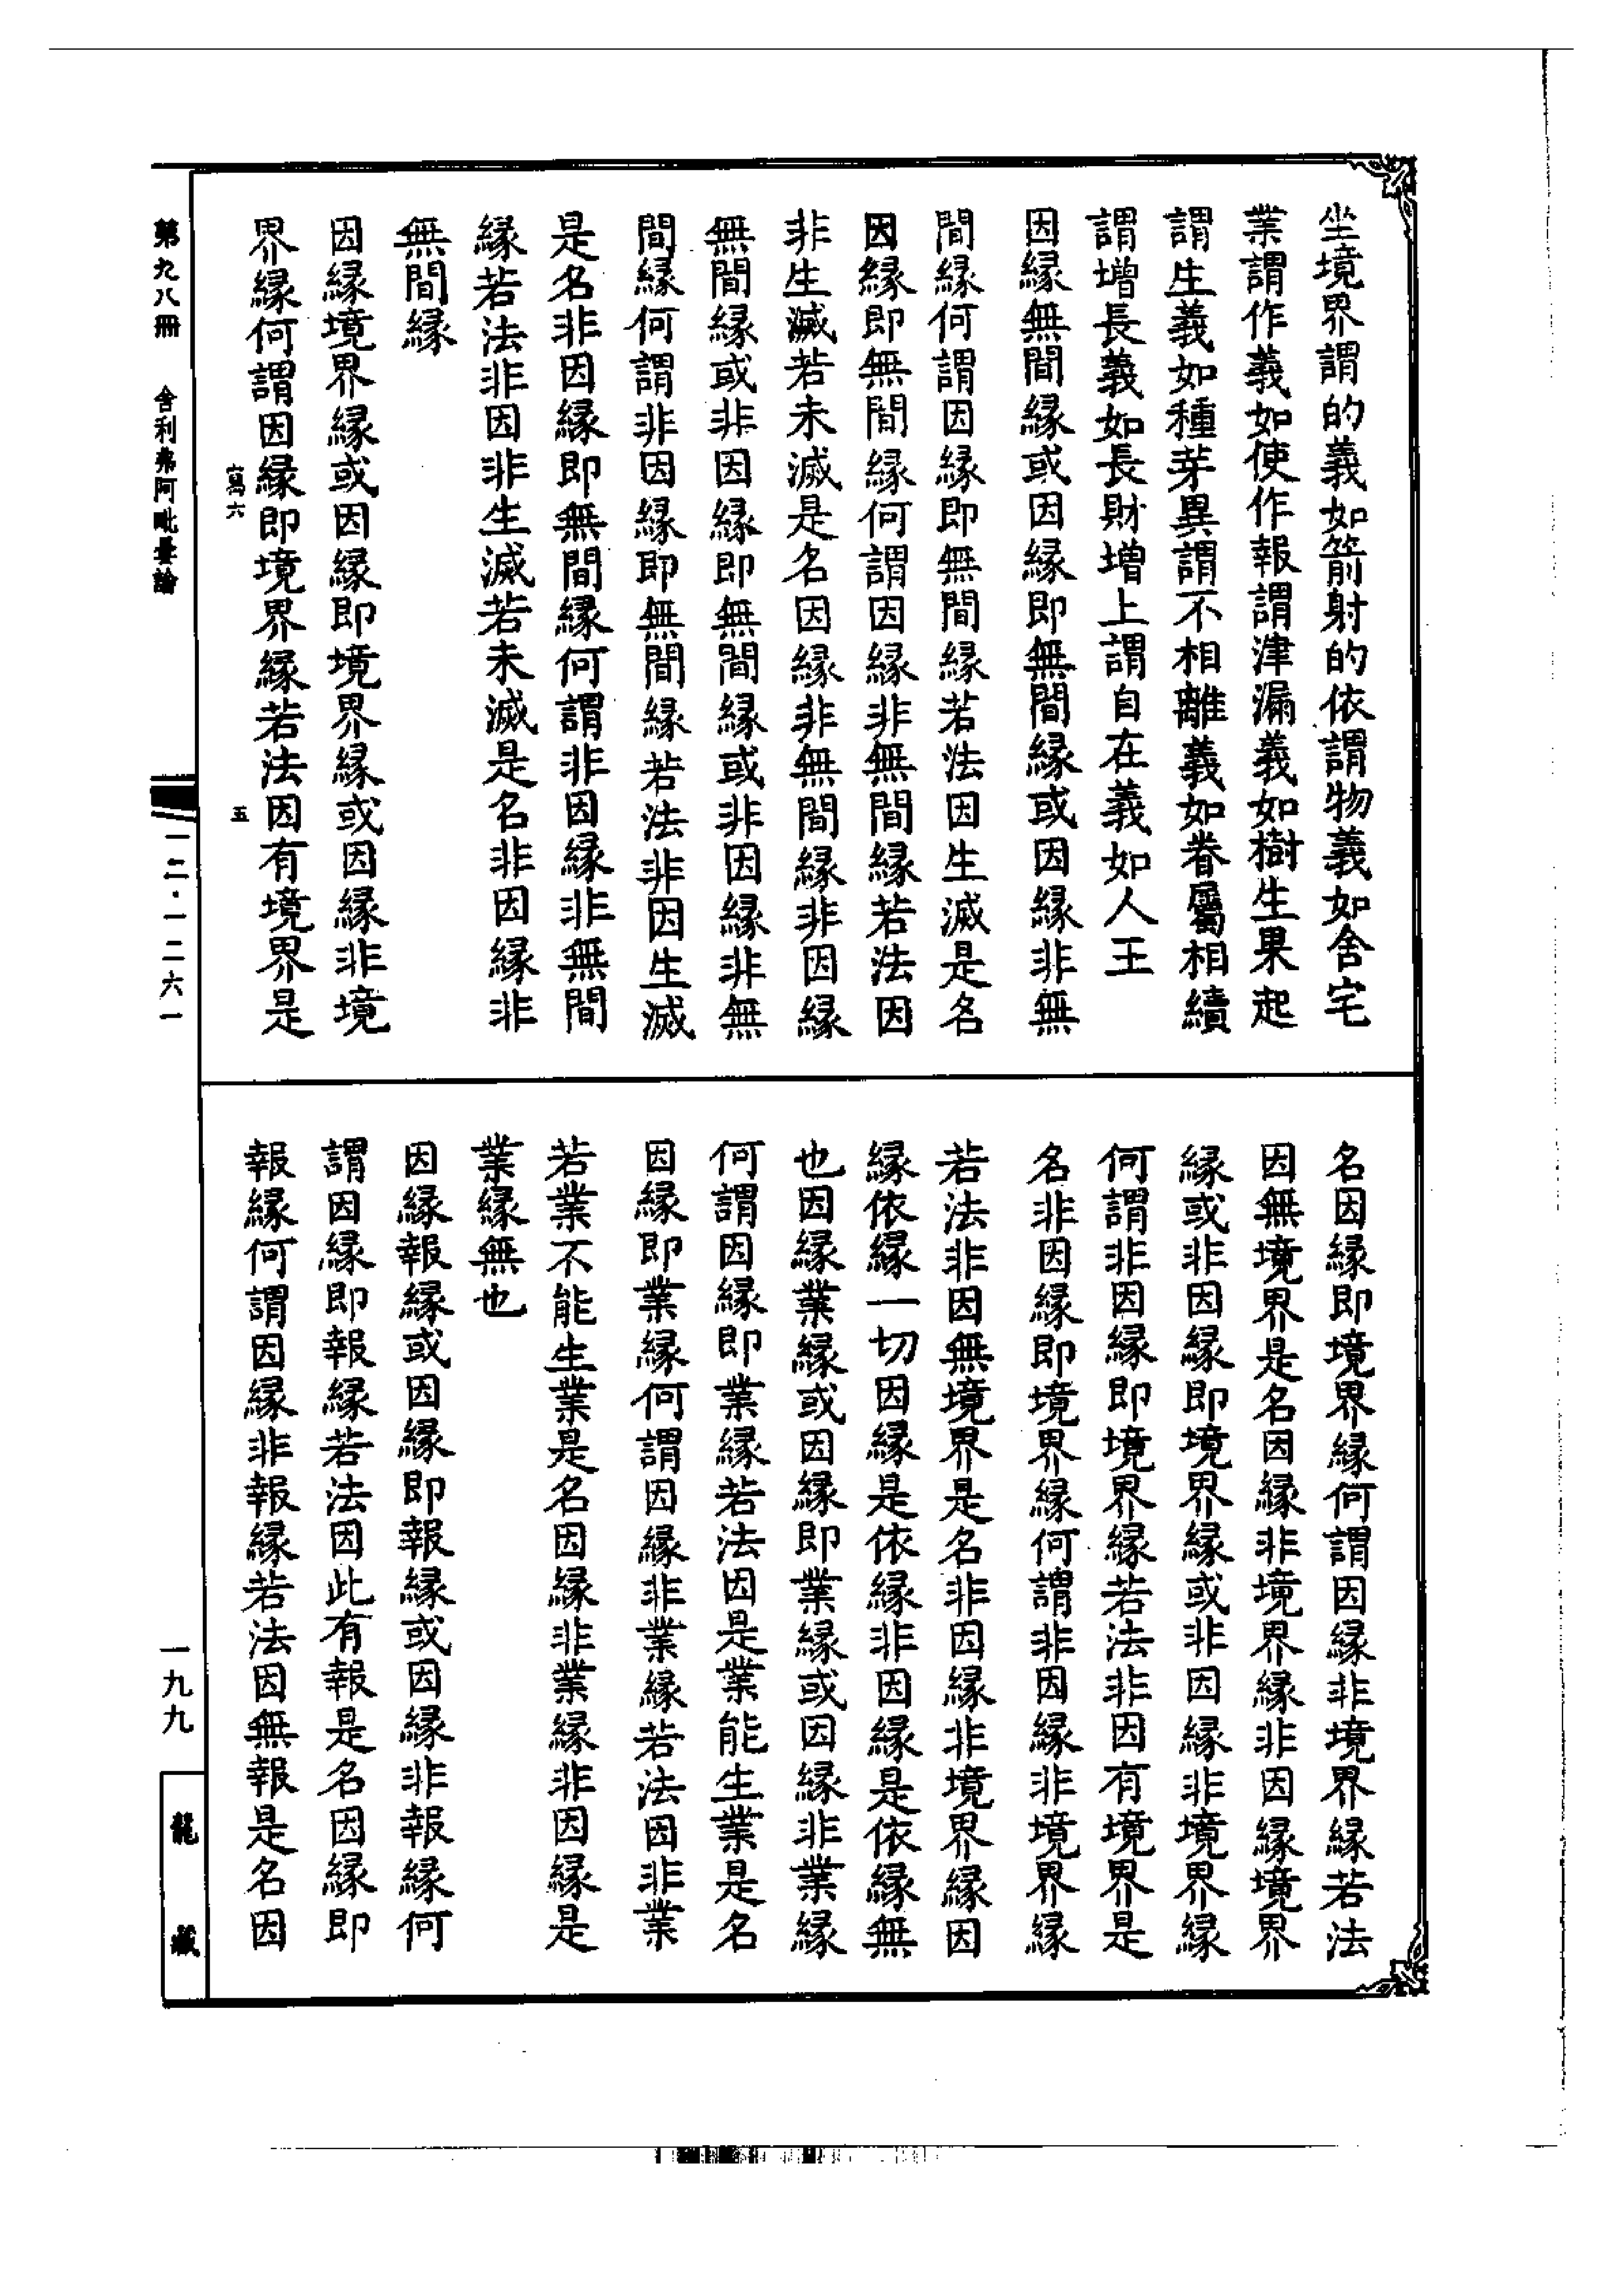 坐境界謂的義如箭射的依謂物義如舍宅
業謂作義如使作報謂津漏義如樹生果起
謂生義如種芽異謂不相離義如眷屬相續
謂增長義如長財增上謂自在義如人王
因緣無間緣或因緣即無間緣或因緣非無
間緣何謂因緣即無間緣若法因生滅是名
因緣即無間緣何謂因緣非無間緣若法因
非生滅若未滅是名因緣非無間緣非因緣
無間緣或非因緣即無間緣或非因緣非無
間緣何謂非因緣即無間緣若法非因生滅
是名非因緣即無間緣何謂非因緣非無間
緣若法非因非生滅若未滅是名非因緣非
無間緣
因緣境界緣或因緣即境界緣或因緣非境
界緣何謂因緣即境界緣若法因有境界是
萬六
五
第九八冊 舍利弗阿毗曇論
一二·一二六一
名因緣即境界緣何謂因緣非境界緣若法
因無境界是名因緣非境界緣非因緣境界
緣或非因緣即境界緣或非因緣非境界緣
何謂非因緣即境界緣若法非因有境界是
名非因緣即境界緣何謂非因緣非境界緣
若法非因無境界是名非因緣非境界緣因
緣依緣一切因緣是依緣非因緣是依緣無
也因緣業緣或因緣即業緣或因緣非業緣
何謂因緣即業緣若法因是業能生業是名
因緣即業緣何謂因緣非業緣若法因非業
若業不能生業是名因緣非業緣非因緣是
業緣無也
因緣報緣或因緣即報緣或因緣非報緣何
謂因緣即報緣若法因此有報是名因緣即
報緣何謂因緣非報緣若法因無報是名因
一九九
龍藏